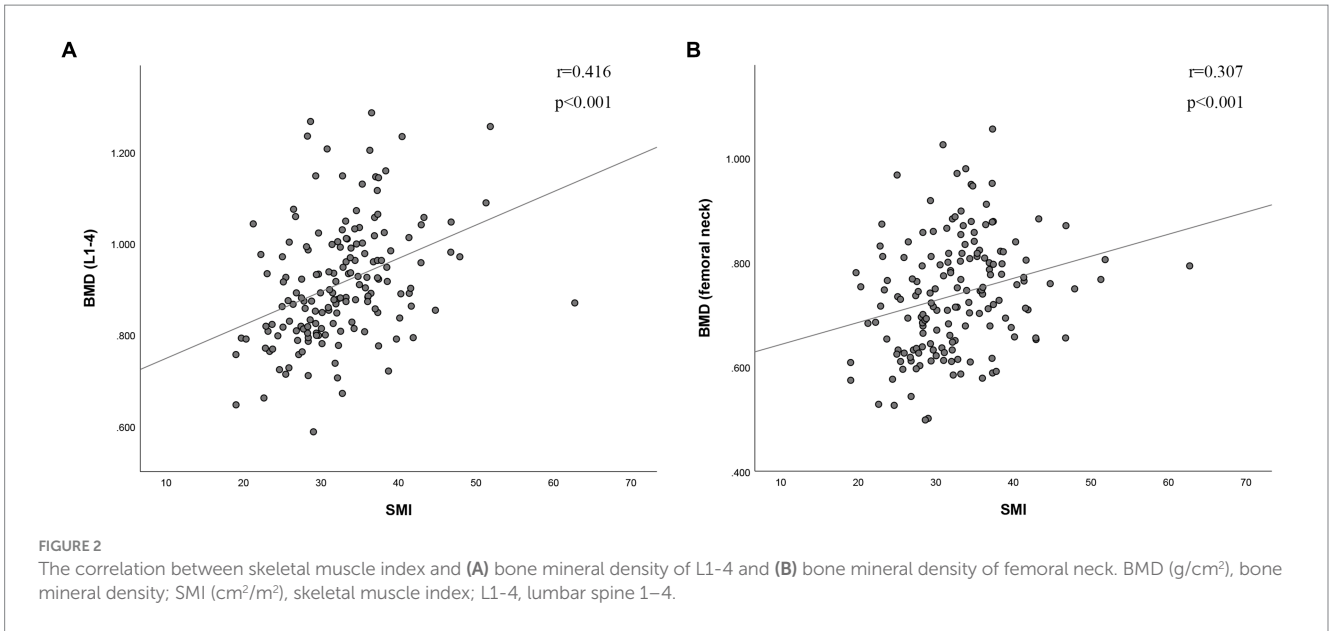 A
r=0.416
p<0.001
BMD (L1-4)
1.200
1.000
.800
.600
10 20 30 40 50 60 70
SMI
B
r=0.307
p<0.001
BMD (femoral neck)
1.000
.800
.600
.400
10 20 30 40 50 60 70
SMI
FIGURE 2
The correlation between skeletal muscle index and (A) bone mineral density of L1-4 and (B) bone mineral density of femoral neck. BMD (g/cm²), bone
mineral density; SMI (cm²/m²), skeletal muscle index; L1-4, lumbar spine 1–4.